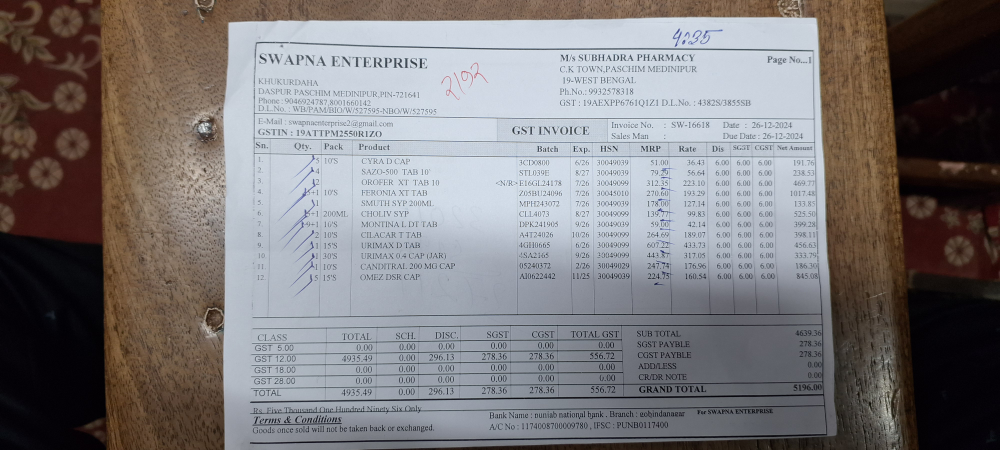 4235
SWAPNA ENTERPRISE
2192
M/s SUBHADRA PHARMACY
Page No...1
KHUKURDAHA
C.K TOWN,PASCHIM MEDINIPUR
DASPUR PASCHIM MEDINIPUR,PIN-721641
19-WEST BENGAL
Phone : 9046924787,8001660142
Ph.No.: 9932578318
D.L.No. : WB/PAM/BIO/W/527595-NBO/W/527595
GST : 19AEXPP6761Q1Z1 D.L.No. : 4382S/3855SB
E-Mail : swapnaenterprise2@gmail.com
GSTIN : 19ATTPM2550R1ZO
GST INVOICE
Invoice No. : SW-16618 Date : 26-12-2024
Sales Man : Due Date : 26-12-2024
Sn. Qty. Pack Product Batch Exp. HSN MRP Rate Dis SGST CGST Net Amount
1. 5 10'S CYRA D CAP 3CD0800 6/26 30049039 51.00 36.43 6.00 6.00 6.00 191.76
2. 4 SAZO-500 TAB 10' STL039E 8/27 30049039 79.29 56.64 6.00 6.00 6.00 238.53
3. 2 OROFER XT TAB 10 <N/R> E16GL24178 7/26 30049099 312.35 223.10 6.00 6.00 6.00 469.77
4. +1 10'S FERONIA XT TAB Z05BU24096 7/26 30045010 270.60 193.29 6.00 6.00 6.00 1017.48
5. 1 SMUTH SYP 200ML MPH243072 7/26 30049039 178.00 127.14 6.00 6.00 6.00 133.85
6. +1 200ML CHOLIV SYP CLL4073 8/27 30049039 139.77 99.83 6.00 6.00 6.00 525.50
7. 9+1 10'S MONTINA L DT TAB DPK241905 9/26 30049039 59.00 42.14 6.00 6.00 6.00 399.28
8. 2 10'S CILACAR T TAB A4T24026 10/26 30049099 264.69 189.07 6.00 6.00 6.00 398.11
9. 1 15'S URIMAX D TAB 4GH0665 6/26 30049099 607.22 433.73 6.00 6.00 6.00 456.63
10. 1 30'S URIMAX 0.4 CAP (JAR) 4SA2165 9/26 30049099 443.87 317.05 6.00 6.00 6.00 333.79
11. 1 10'S CANDITRAL 200 MG CAP 05240372 2/26 30049029 247.74 176.96 6.00 6.00 6.00 186.30
12. 5 15'S OMEZ DSR CAP AI0622442 11/25 30049039 224.75 160.54 6.00 6.00 6.00 845.08
CLASS TOTAL SCH. DISC. SGST CGST TOTAL GST
GST 5.00 0.00 0.00 0.00 0.00 0.00 0.00
GST 12.00 4935.49 0.00 296.13 278.36 278.36 556.72
GST 18.00 0.00 0.00 0.00 0.00 0.00 0.00
GST 28.00 0.00 0.00 0.00 0.00 0.00 0.00
TOTAL 4935.49 0.00 296.13 278.36 278.36 556.72
SUB TOTAL 4639.36
SGST PAYBLE 278.36
CGST PAYBLE 278.36
ADD/LESS 0.00
CR/DR NOTE 0.00
GRAND TOTAL 5196.00
Rs. Five Thousand One Hundred Ninety Six Only
Terms & Conditions
Goods once sold will not be taken back or exchanged.
Bank Name : punjab national bank , Branch : gobindanagar
A/C No : 1174008700009780 , IFSC : PUNB0117400
For SWAPNA ENTERPRISE